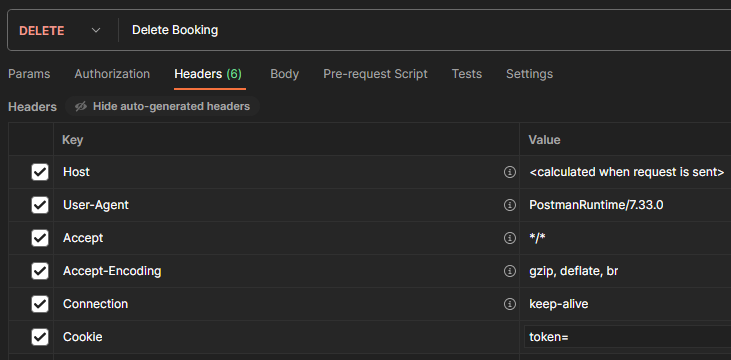 DELETE Delete Booking
Params Authorization Headers (6) Body Pre-request Script Tests Settings
Headers Hide auto-generated headers
Key Value
Host <calculated when request is sent>
User-Agent PostmanRuntime/7.33.0
Accept */*
Accept-Encoding gzip, deflate, br
Connection keep-alive
Cookie token=